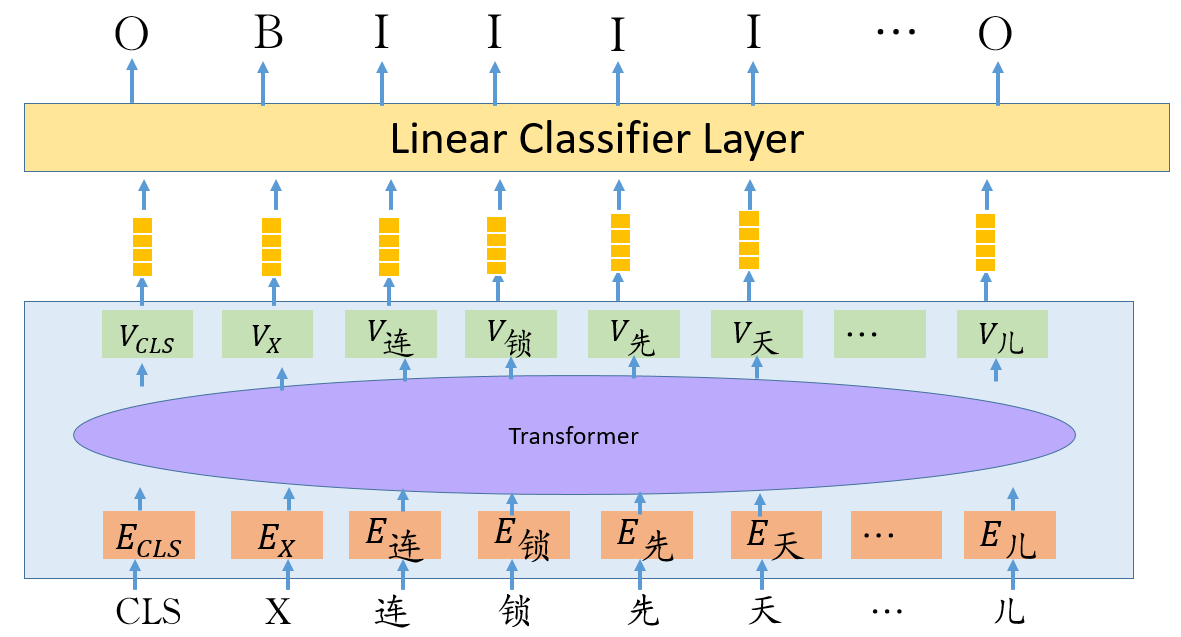 O B I I I I ⋯ O
Linear Classifier Layer
V_CLS V_X V_连 V_锁 V_先 V_天 ⋯ V_儿
Transformer
E_CLS E_X E_连 E_锁 E_先 E_天 ⋯ E_儿
CLS X 连 锁 先 天 ⋯ 儿